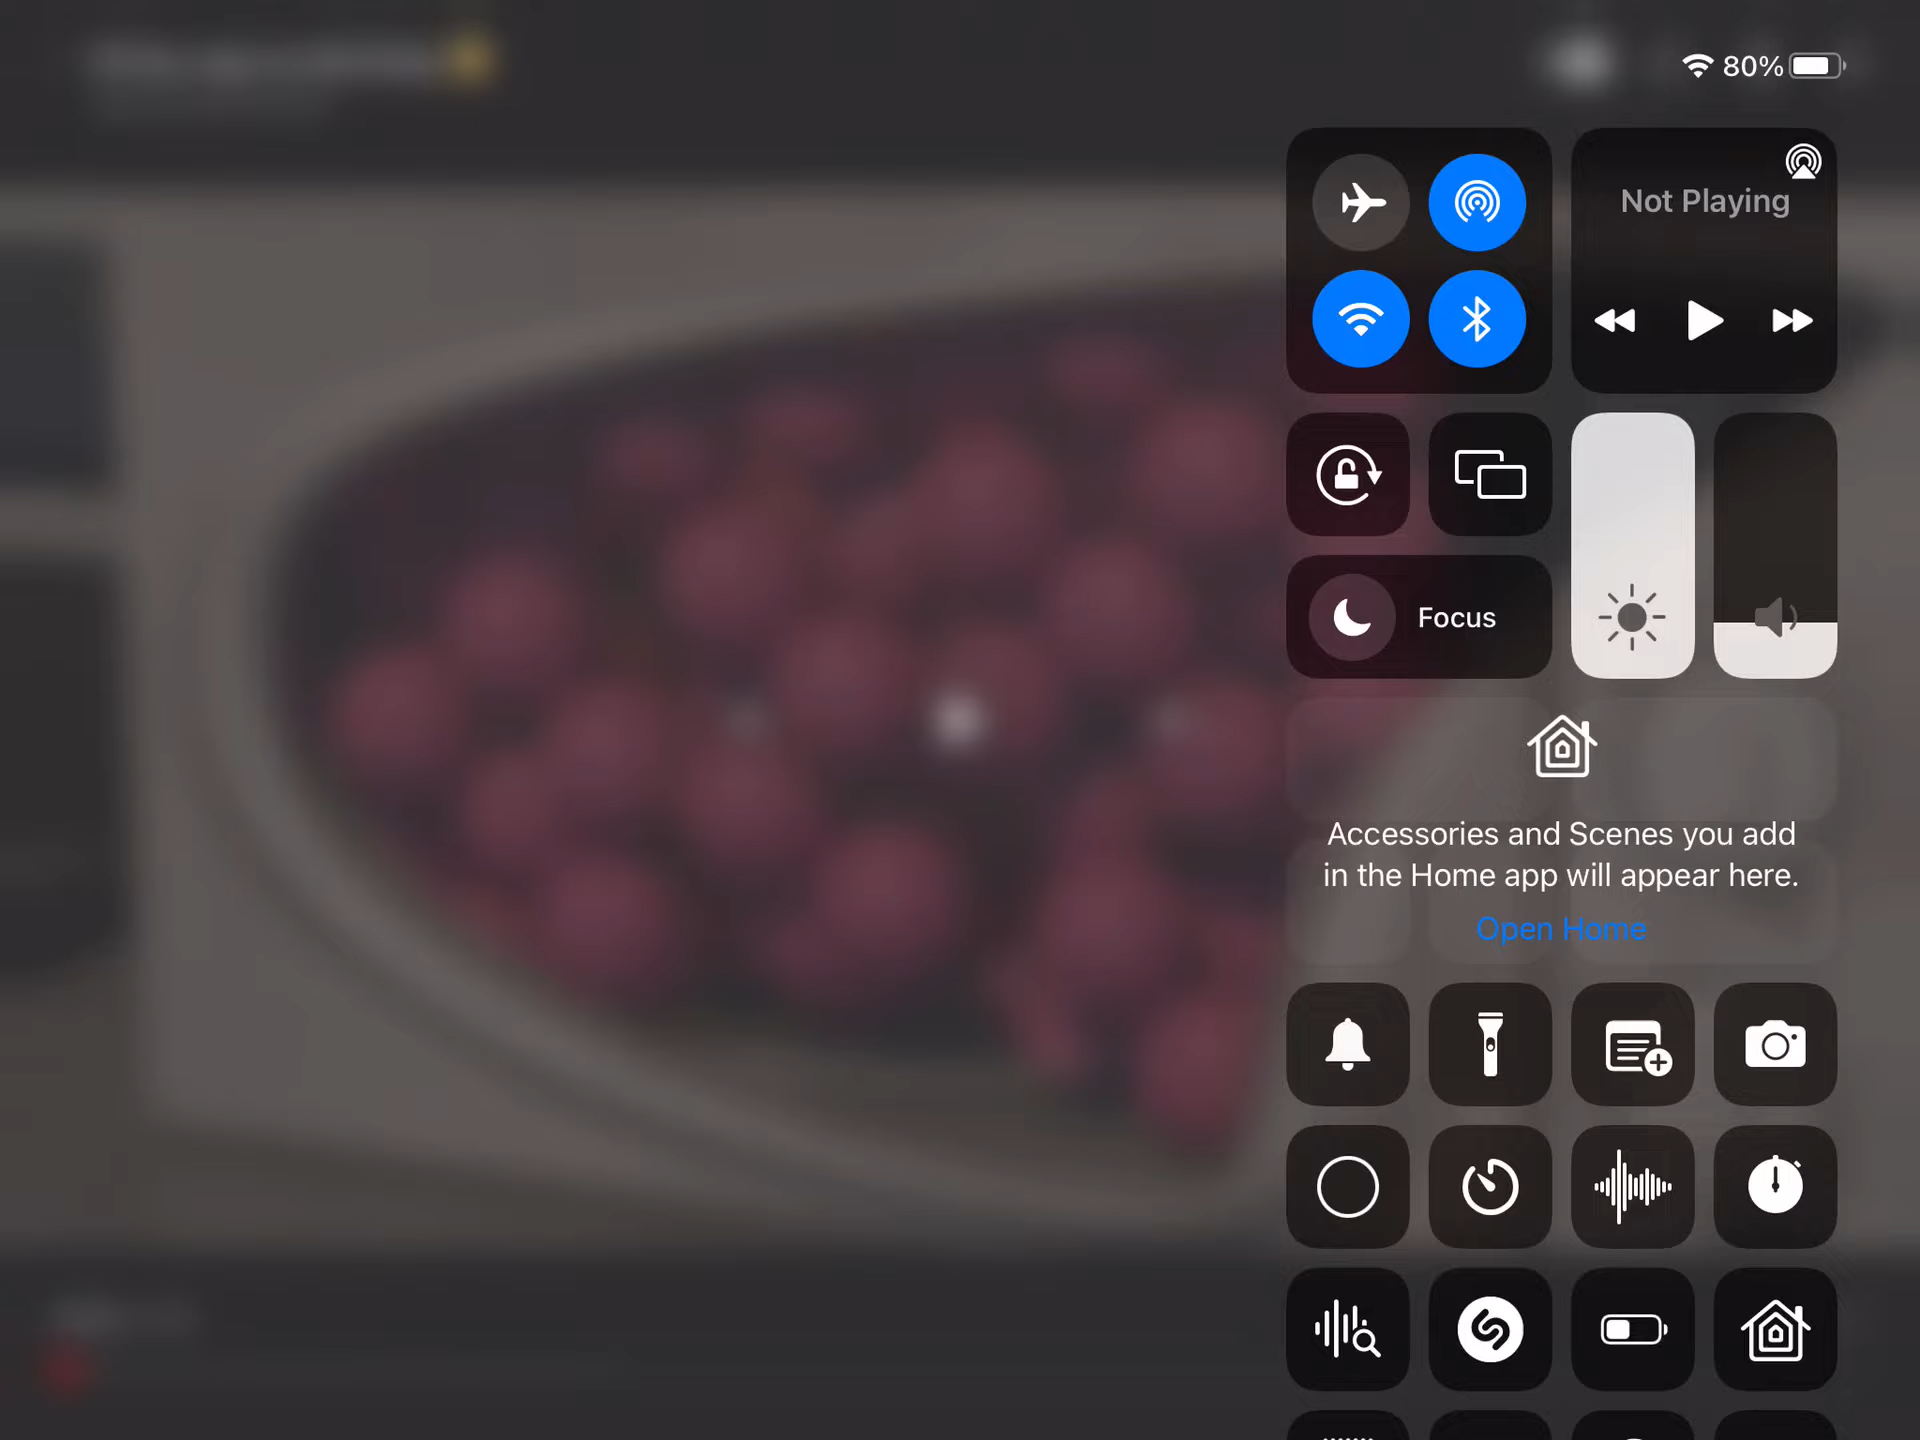 80%
Not Playing
Focus
Accessories and Scenes you add
in the Home app will appear here.
Open Home